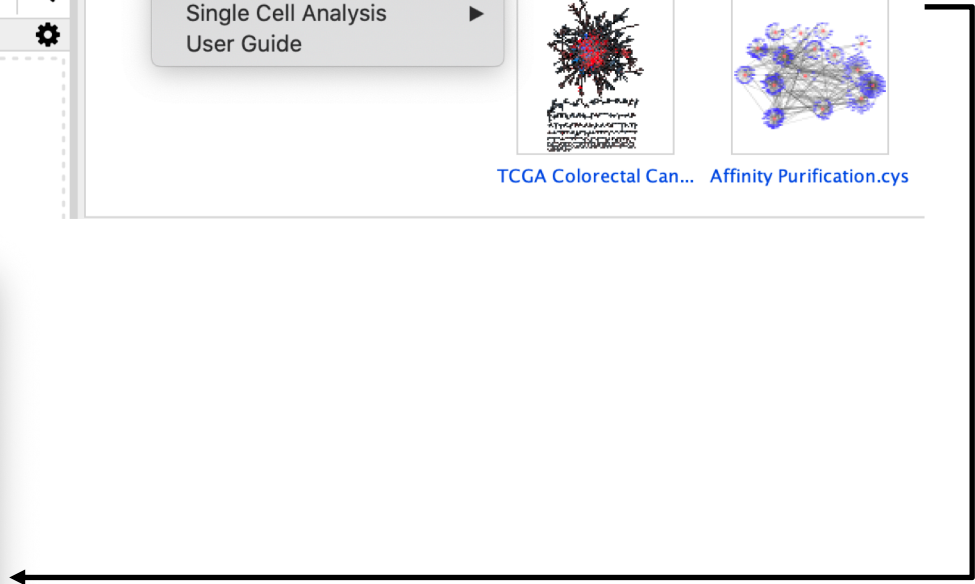 Single Cell Analysis
User Guide
TCGA Colorectal Can... Affinity Purification.cys